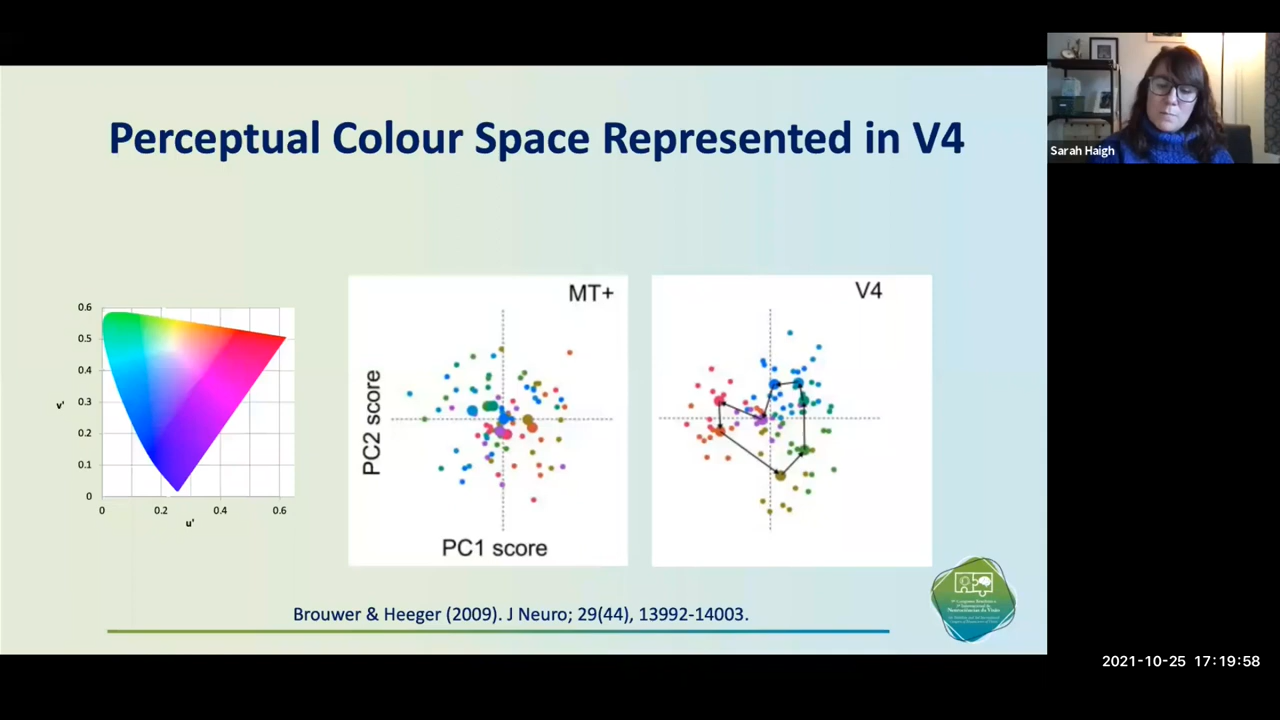 Perceptual Colour Space Represented in V4
Sarah Haigh
0.6
0.5
0.4
0.3
0.2
0.1
0
v'
0
0.2
0.4
0.6
u'
MT+
PC2 score
PC1 score
V4
Brouwer & Heeger (2009). J Neuro; 29(44), 13992-14003.
2021-10-25 17:19:58